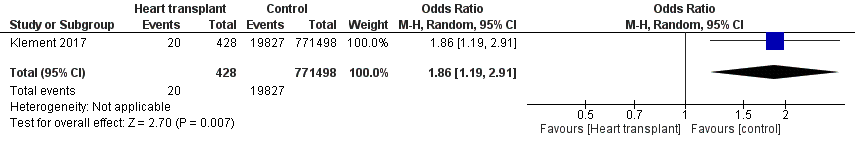 Heart transplant Control Odds Ratio Odds Ratio
Study or Subgroup Events Total Events Total Weight M-H, Random, 95% CI M-H, Random, 95% CI
Klement 2017 20 428 19827 771498 100.0% 1.86 [1.19, 2.91]
Total (95% CI) 428 771498 100.0% 1.86 [1.19, 2.91]
Total events 20 19827
Heterogeneity: Not applicable
Test for overall effect: Z = 2.70 (P = 0.007)
0.5 0.7 1 1.5 2
Favours [Heart transplant] Favours [control]